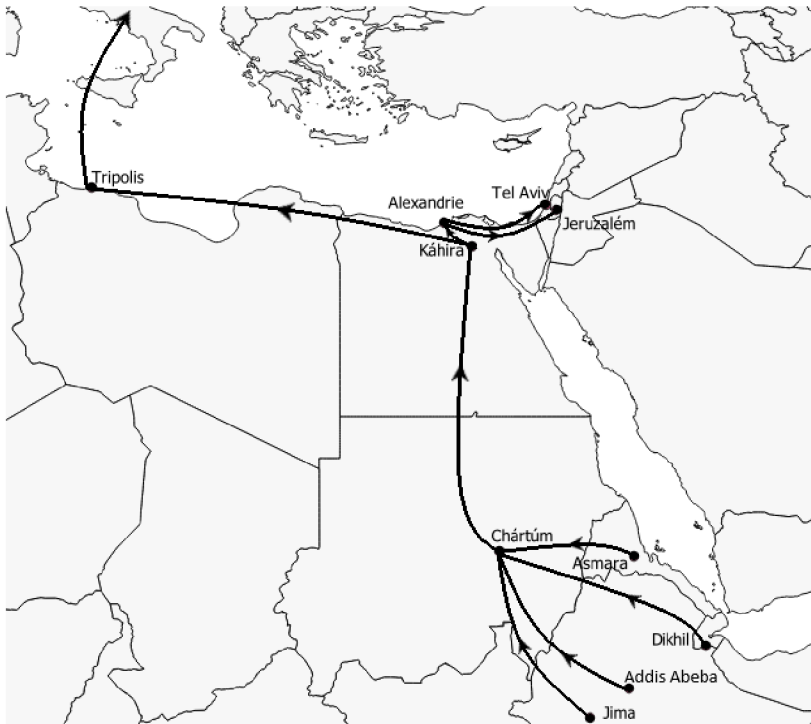 Tripolis
Alexandrie
Tel Aviv
Jeruzalém
Káhira
Chártúm
Asmara
Dikhil
Addis Abeba
Jima